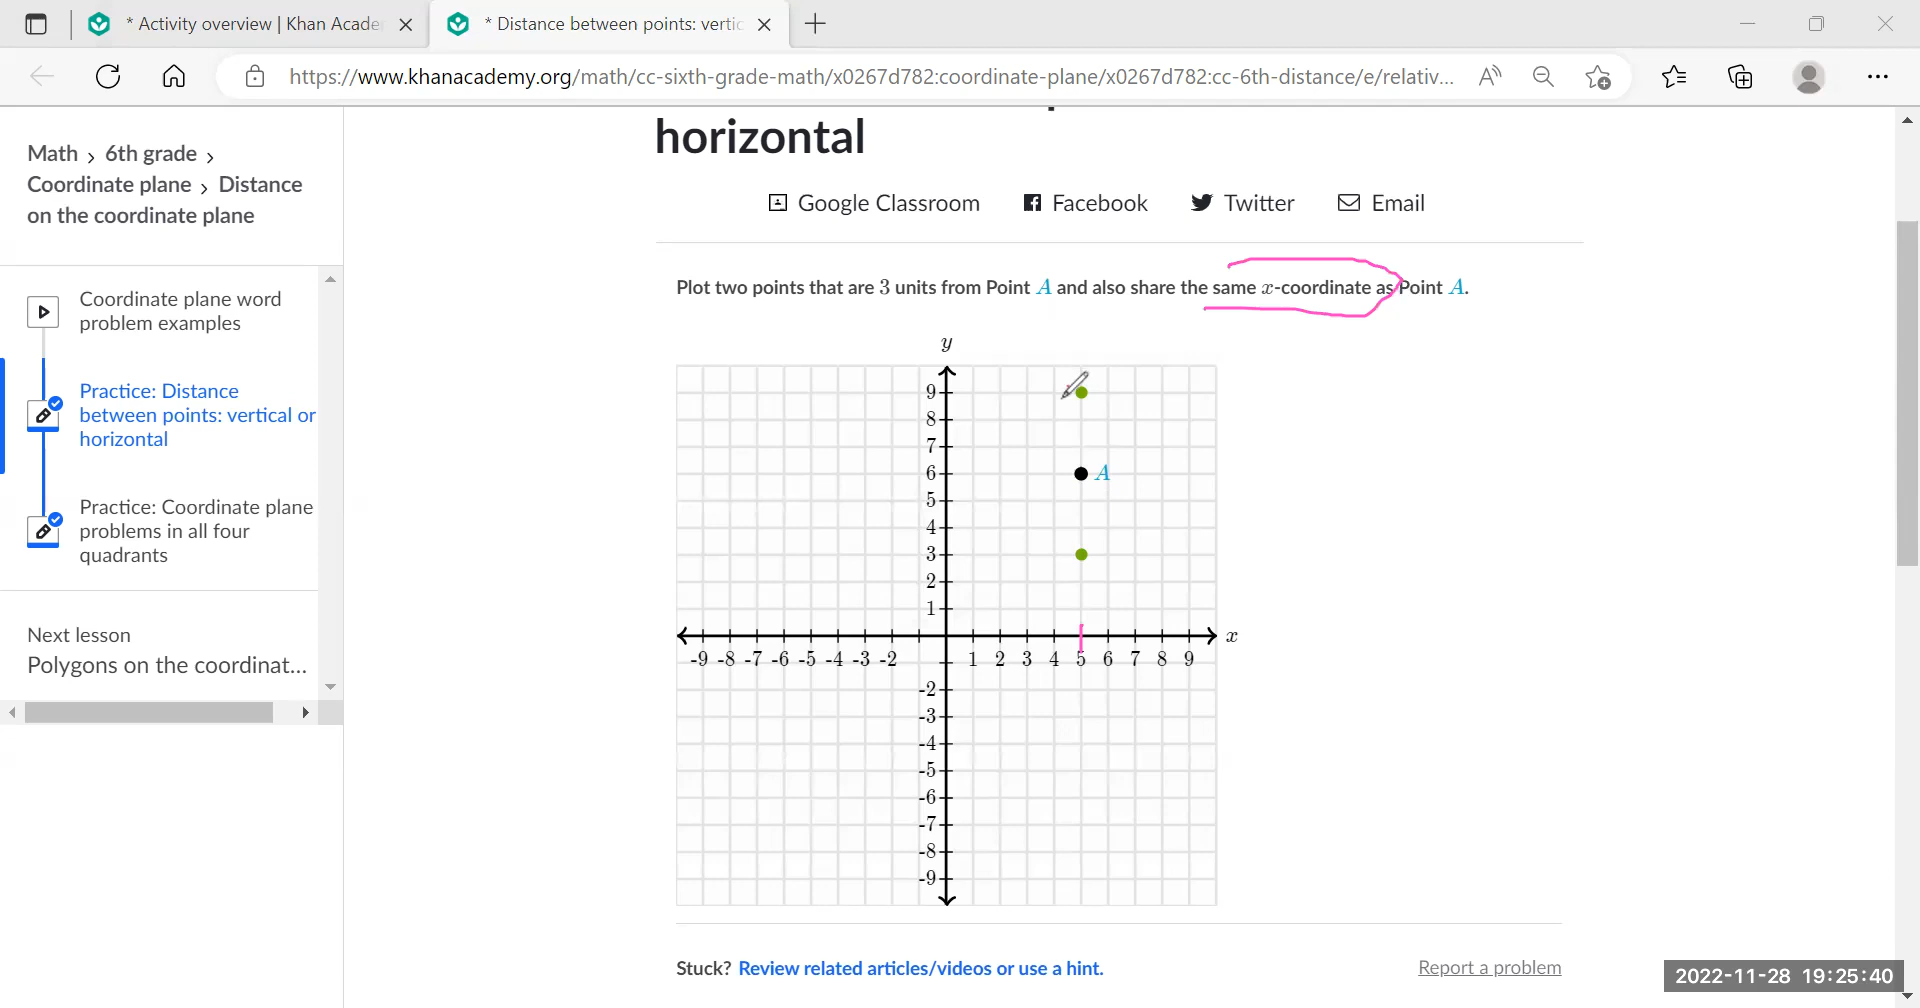 * Activity overview | Khan Acade
* Distance between points: vertic
https://www.khanacademy.org/math/cc-sixth-grade-math/x0267d782:coordinate-plane/x0267d782:cc-6th-distance/e/relativ...
Math › 6th grade ›
Coordinate plane › Distance
on the coordinate plane
Coordinate plane word
problem examples
Practice: Distance
between points: vertical or
horizontal
Practice: Coordinate plane
problems in all four
quadrants
Next lesson
Polygons on the coordinat...
horizontal
Google Classroom Facebook Twitter Email
Plot two points that are 3 units from Point A and also share the same x-coordinate as Point A.
y
9
8
7
6 A
5
4
3
2
1
x
-9 -8 -7 -6 -5 -4 -3 -2 1 2 3 4 5 6 7 8 9
-2
-3
-4
-5
-6
-7
-8
-9
Stuck? Review related articles/videos or use a hint.
Report a problem
2022-11-28 19:25:40